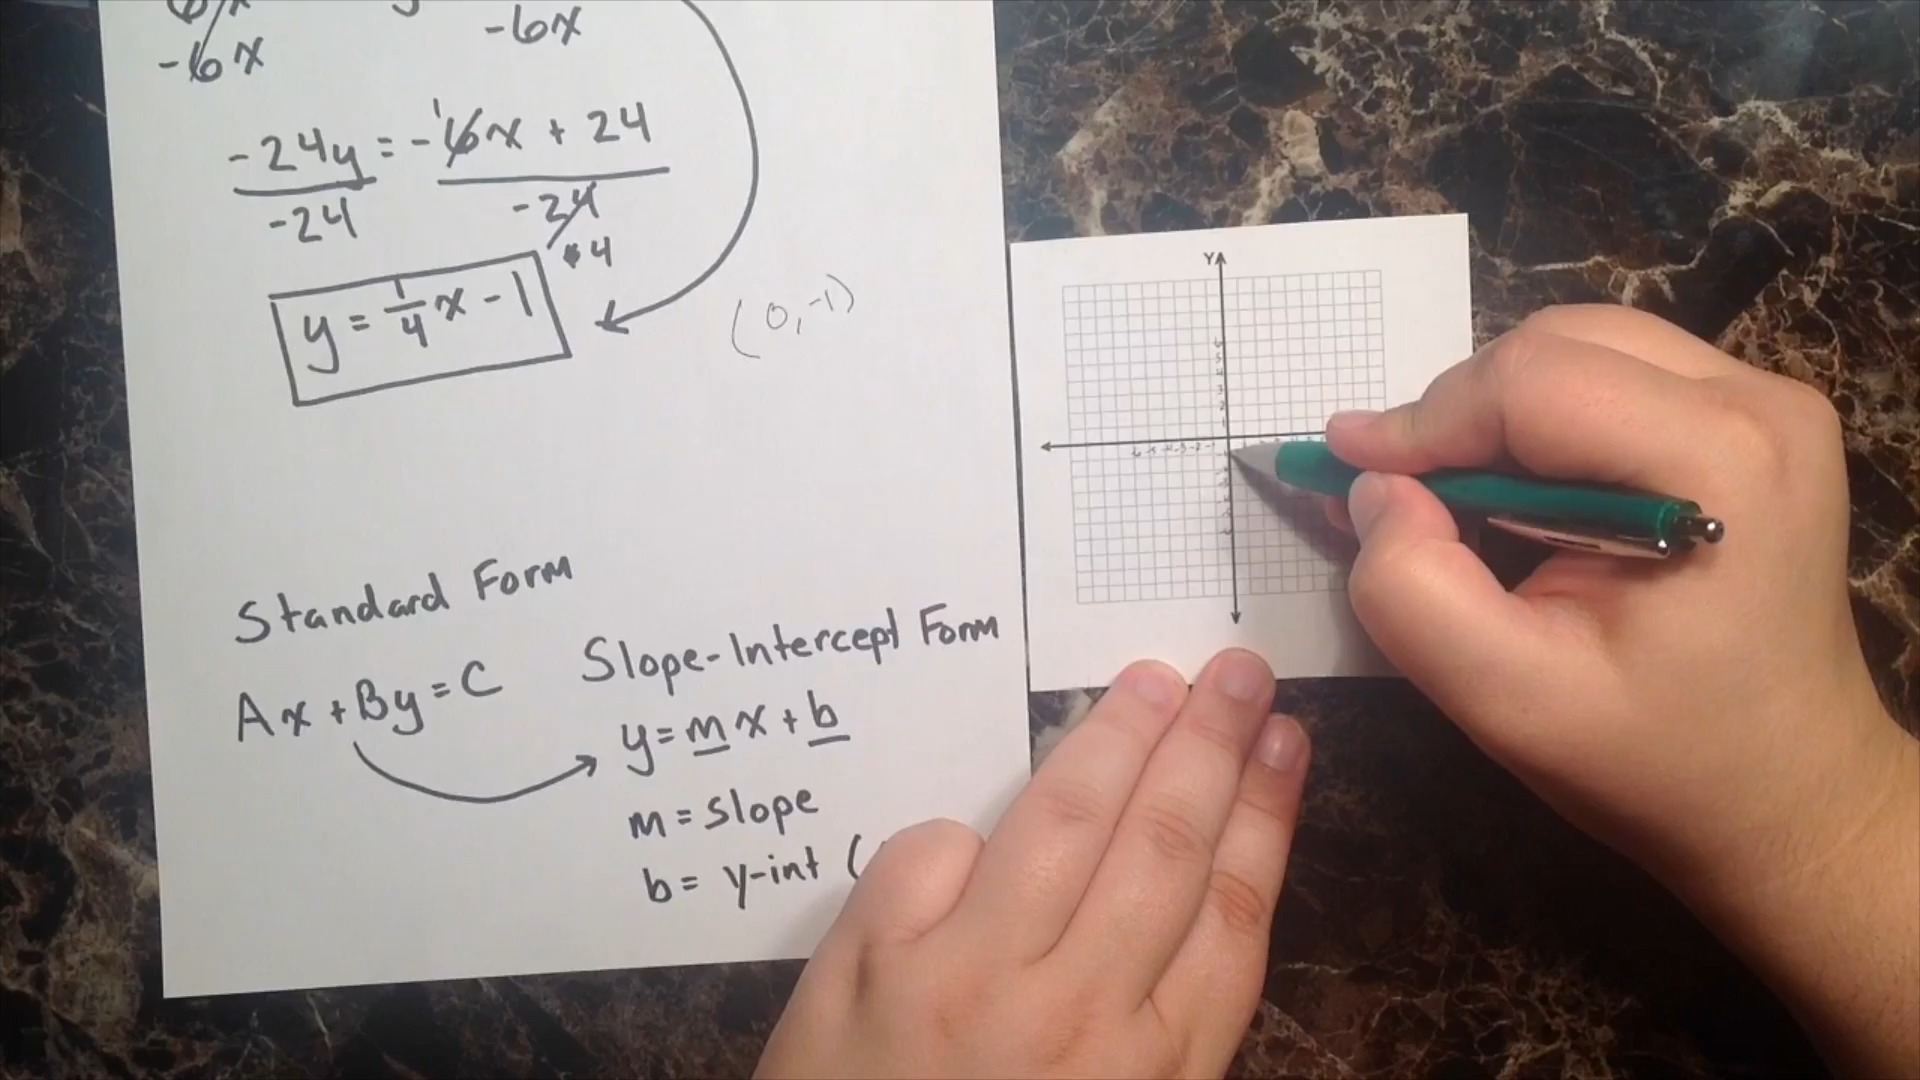 -6x
-6x
-24y = -6x + 24
-24
-24
4
y = 1/4 x - 1
(0, -1)
Y
Standard Form
Ax + By = C
Slope-Intercept Form
y = mx + b
m = slope
b = y-int (